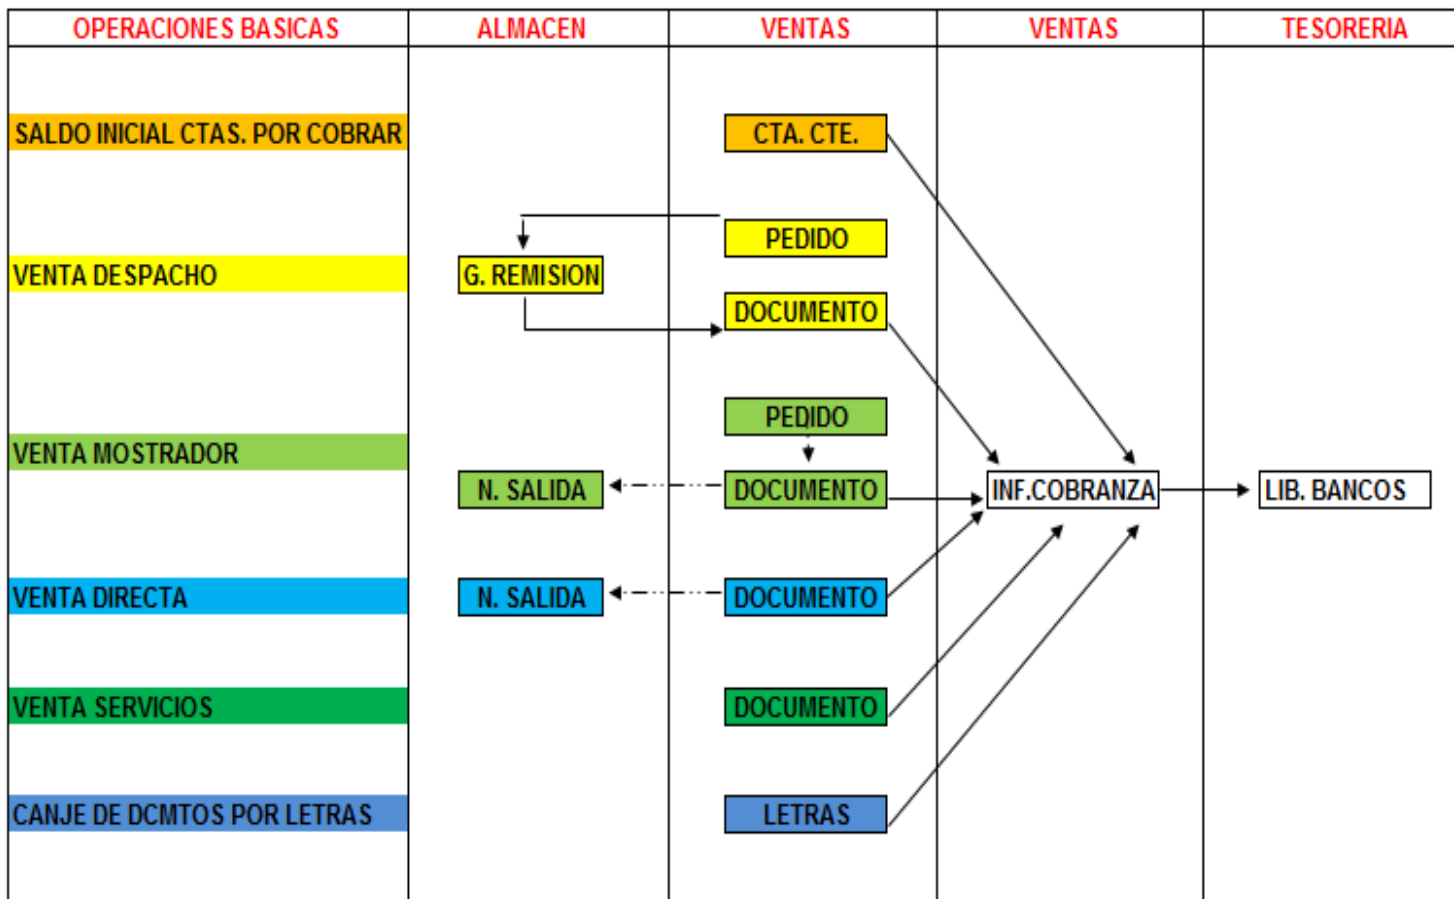 OPERACIONES BASICAS
ALMACEN
VENTAS
VENTAS
TESORERIA
SALDO INICIAL CTAS. POR COBRAR
CTA. CTE.
PEDIDO
VENTA DESPACHO
G. REMISION
DOCUMENTO
PEDIDO
VENTA MOSTRADOR
N. SALIDA
DOCUMENTO
INF.COBRANZA
LIB. BANCOS
VENTA DIRECTA
N. SALIDA
DOCUMENTO
VENTA SERVICIOS
DOCUMENTO
CANJE DE DCMTOS POR LETRAS
LETRAS